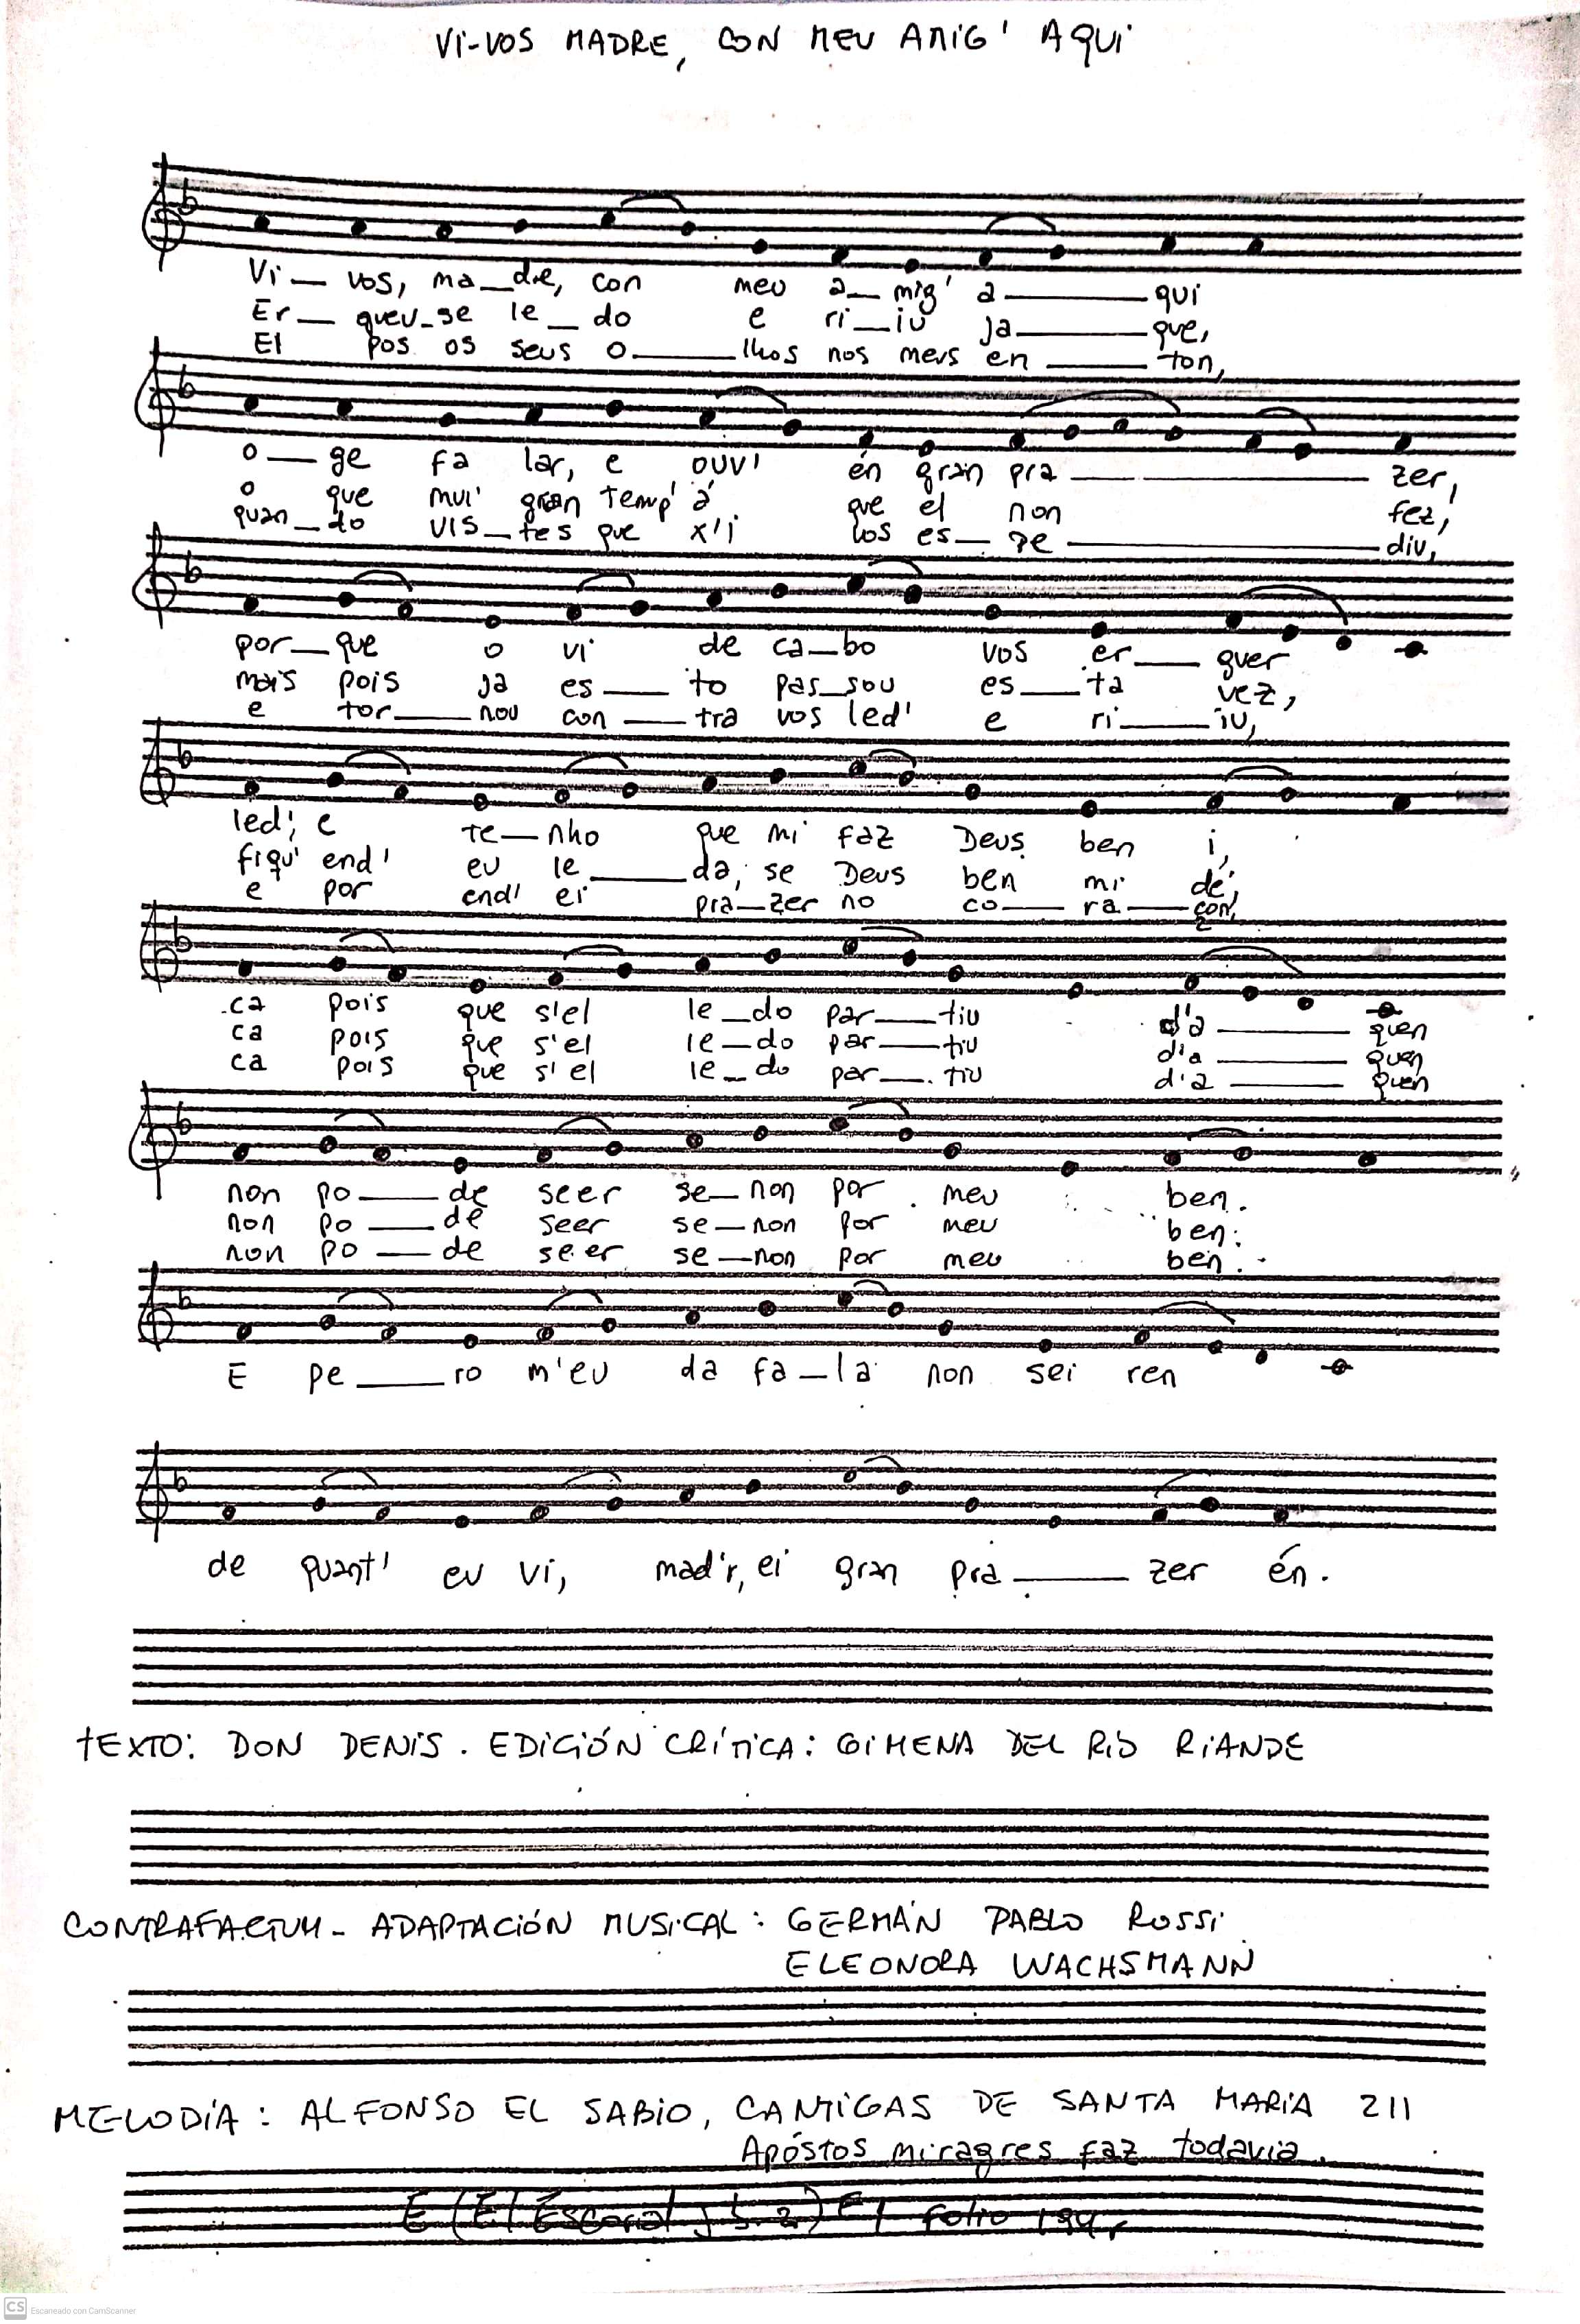 Vi-vos madre, con meu amig' aqui
Vi— vos, ma—dre, con meu a—mig' a——— qui
Er— gueu-se le—do e ri—iu ja——— que,
El pos os seus o———lhos nos meus en——— ton,
o—ge fa lar, e ouvi én gran pra——— zer,
o que mui gran temp' á que el non fez,
quan—do vis—tes que x'i vos es—pe———div,
por—que o vi de ca—bo vos er— guer
mais pois ja es—to pas—sou es—ta vez,
e tor—nou con—tra vos led' e ri—iu,
led', e te—nho que mi faz Deus ben i,
fiqu' end' eu le———da, se Deus ben mi dé,
e por end' ei pra—zer no co—ra—çon,
ca pois que s'el le—do par—tiu d'a——— quen
ca pois que s'el le—do par—tiu d'a——— quen
ca pois que s'el le—do par—tiu d'a——— quen
non po—de seer se—non por meu ben.
non po—de seer se—non por meu ben.
non po—de seer se—non por meu ben.
E pe——ro m'eu da fa—la non sei ren
de quant' eu vi, mad'r, ei gran pra——— zer én.
tEXTO: DON DENIS. EDICIÓN CRÍTICA: GIMENA DEL RIO RIANDE
CONTRAFACTUM - ADAPTACIÓN MUSICAL: GERMÁN PABLO ROSSI
ELEONORA WACHSMANN
MELODÍA: ALFONSO EL SABIO, CANTIGAS DE SANTA MARIA 211
Apóstos miragres faz todavia.
E (El Escorial j b 2) folio 194r
CS Escaneado con CamScanner